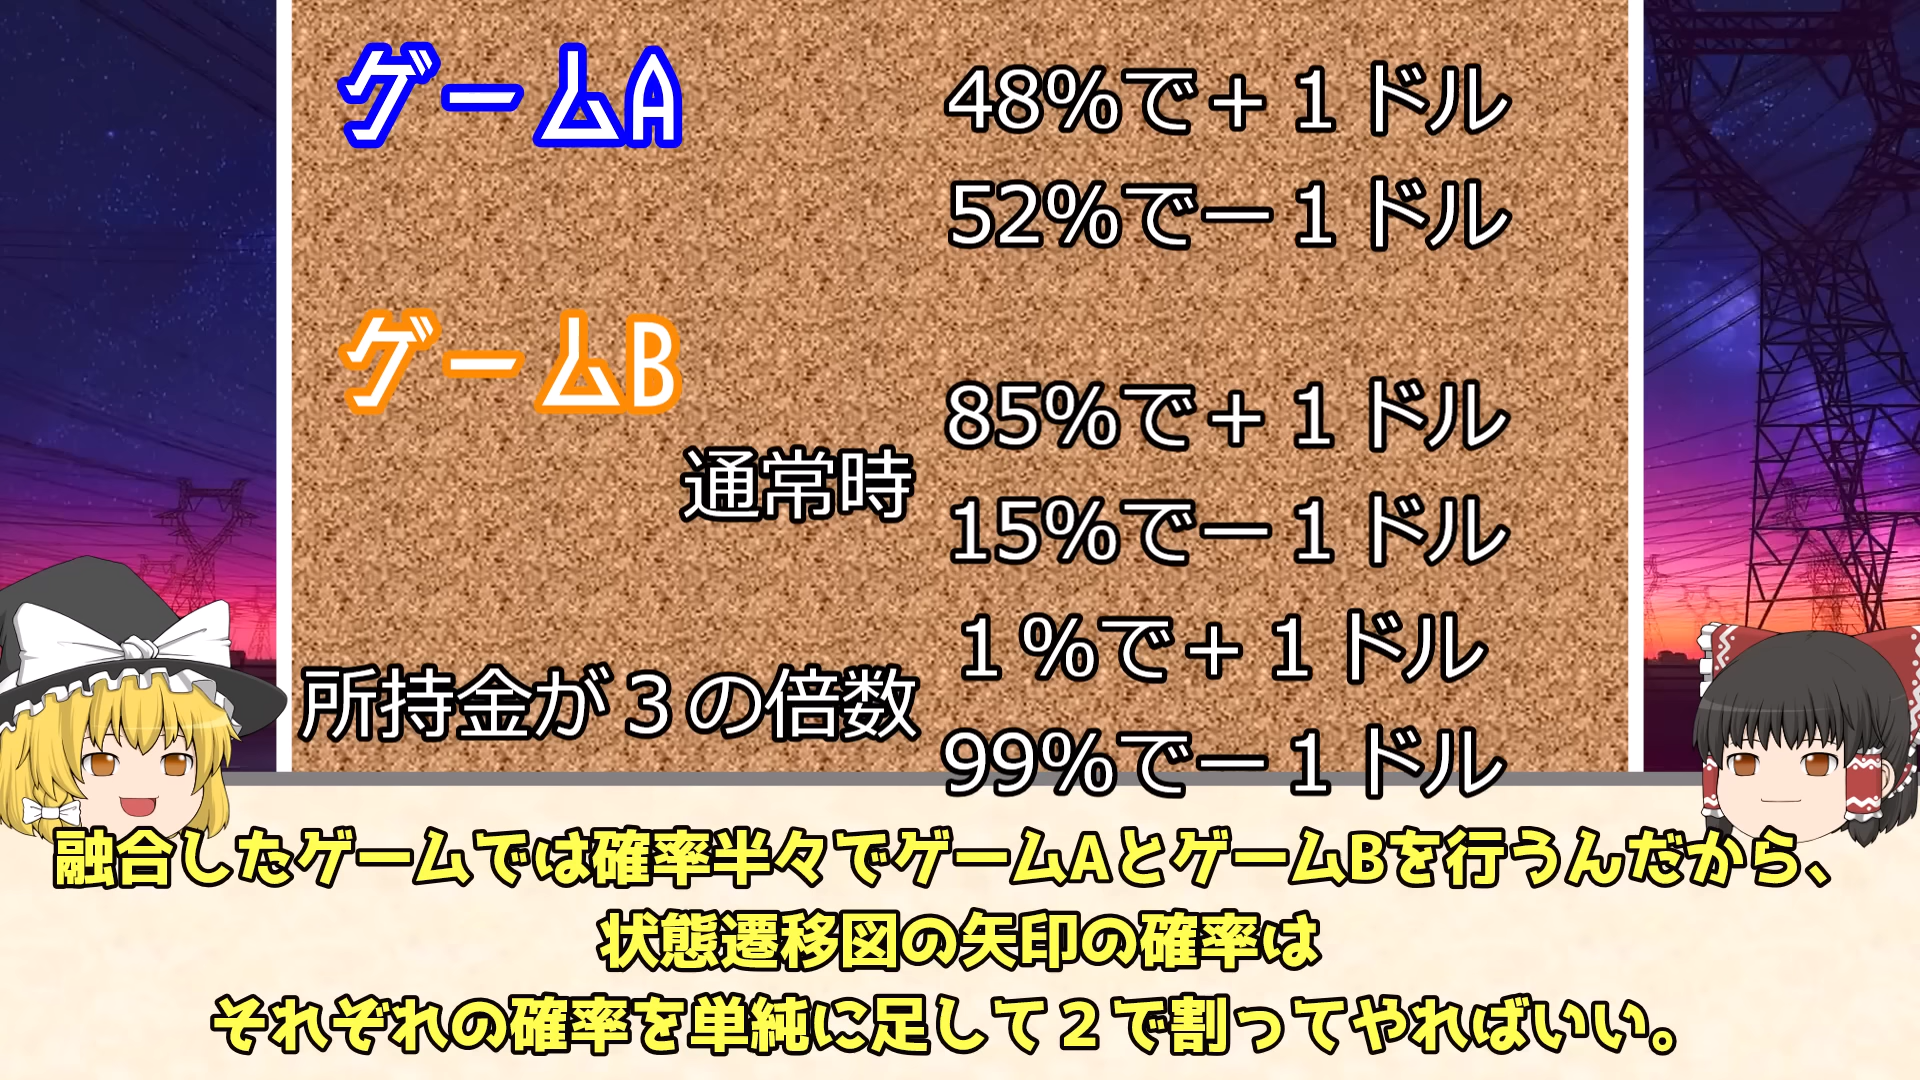 ゲームA
48%で＋１ドル
52%でー１ドル
ゲームB
通常時
85%で＋１ドル
15%でー１ドル
所持金が３の倍数
１%で＋１ドル
99%でー１ドル
融合したゲームでは確率半々でゲームAとゲームBを行うんだから、
状態遷移図の矢印の確率は
それぞれの確率を単純に足して２で割ってやればいい。